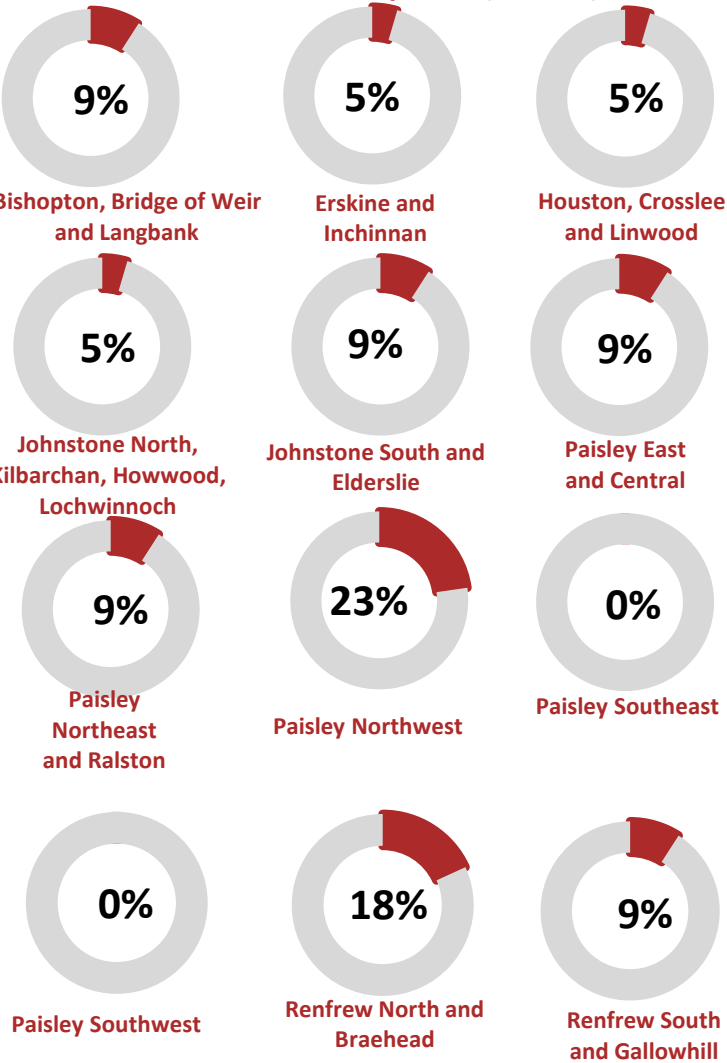 9%
5%
5%
Bishopton, Bridge of Weir
and Langbank
Erskine and
Inchinnan
Houston, Crosslee
and Linwood
5%
9%
9%
Johnstone North,
Kilbarchan, Howwood,
Lochwinnoch
Johnstone South and
Elderslie
Paisley East
and Central
9%
23%
0%
Paisley
Northeast
and Ralston
Paisley Northwest
Paisley Southeast
0%
18%
9%
Paisley Southwest
Renfrew North and
Braehead
Renfrew South
and Gallowhill